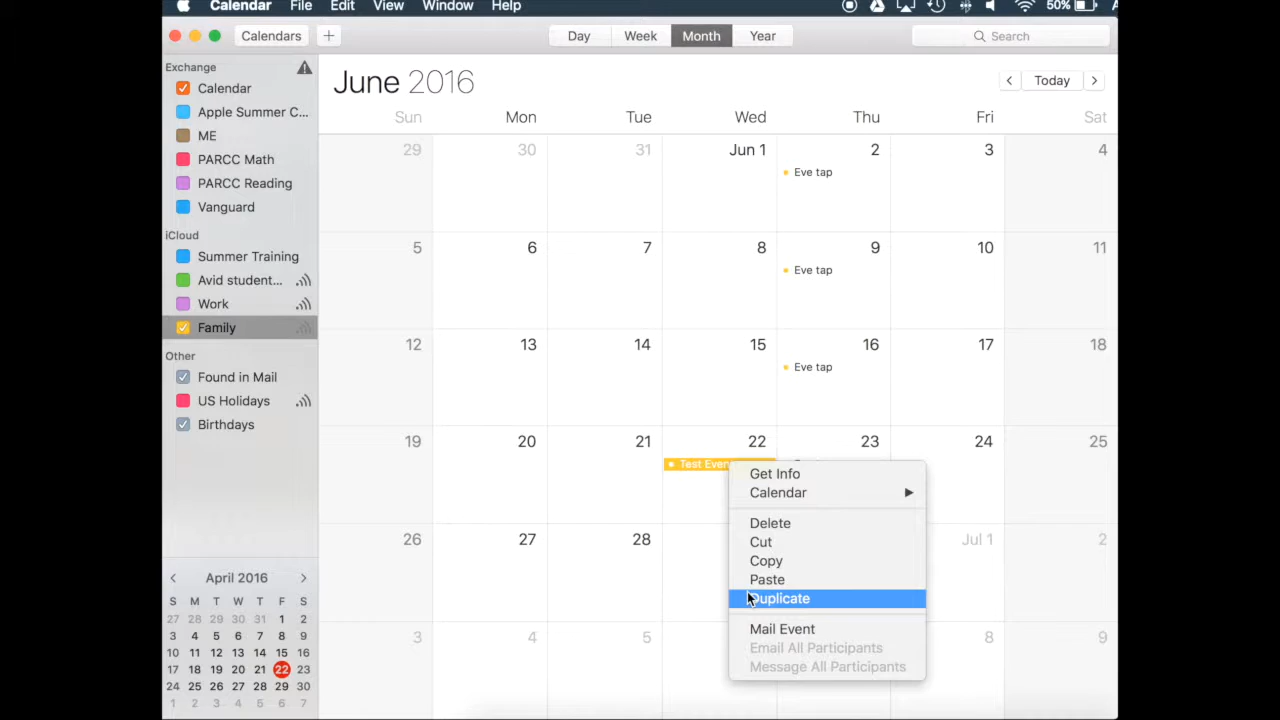 Calendar File Edit View Window Help 50%
Calendars + Day Week Month Year Search
Exchange
Calendar
Apple Summer C...
ME
PARCC Math
PARCC Reading
Vanguard
iCloud
Summer Training
Avid student...
Work
Family
Other
Found in Mail
US Holidays
Birthdays
April 2016
S M T W T F S
27 28 29 30 31 1 2
3 4 5 6 7 8 9
10 11 12 13 14 15 16
17 18 19 20 21 22 23
24 25 26 27 28 29 30
1 2 3 4 5 6 7
June 2016
Today
Sun Mon Tue Wed Thu Fri Sat
29 30 31 Jun 1 2 3 4
Eve tap
5 6 7 8 9 10 11
Eve tap
12 13 14 15 16 17 18
Eve tap
19 20 21 22 23 24 25
Test Even
26 27 28 Jul 1 2
3 4 5 8 9
Get Info
Calendar
Delete
Cut
Copy
Paste
Duplicate
Mail Event
Email All Participants
Message All Participants